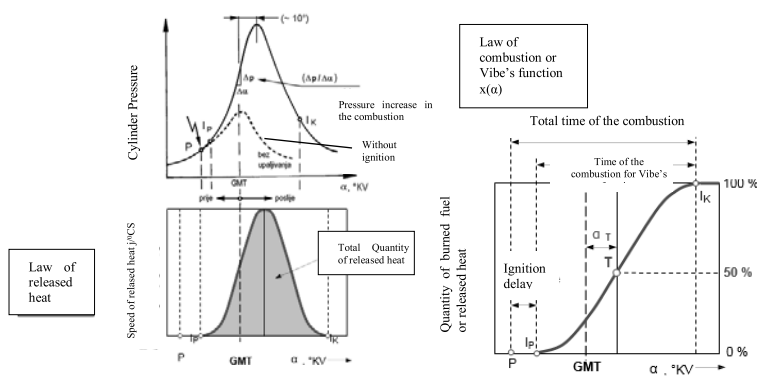 (~ 10°)
Cylinder Pressure
Δp
Δα
(Δp/Δα)
Pressure increase in
the combustion
I_P
P
I_K
Without
ignition
bez
upaljivanja
GMT
α, °KV
prije
poslije
Law of
combustion or
Vibe's function
x(α)
Law of
released
heat
Speed of relased heat
Total Quantity
of released heat
P
I_P
GMT
α, °KV
I_K
Total time of the combustion
Time of the
combustion for Vibe's
100 %
I_K
Quantity of burned fuel
or released heat
α T
T
50 %
Ignition
delay
I_P
0 %
P
GMT
α , °KV